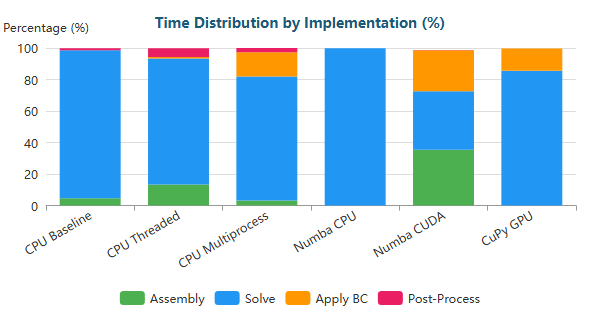 Time Distribution by Implementation (%)
Percentage (%)
100
80
60
40
20
0
CPU Baseline
CPU Threaded
CPU Multiprocess
Numba CPU
Numba CUDA
CuPy GPU
Assembly Solve Apply BC Post-Process